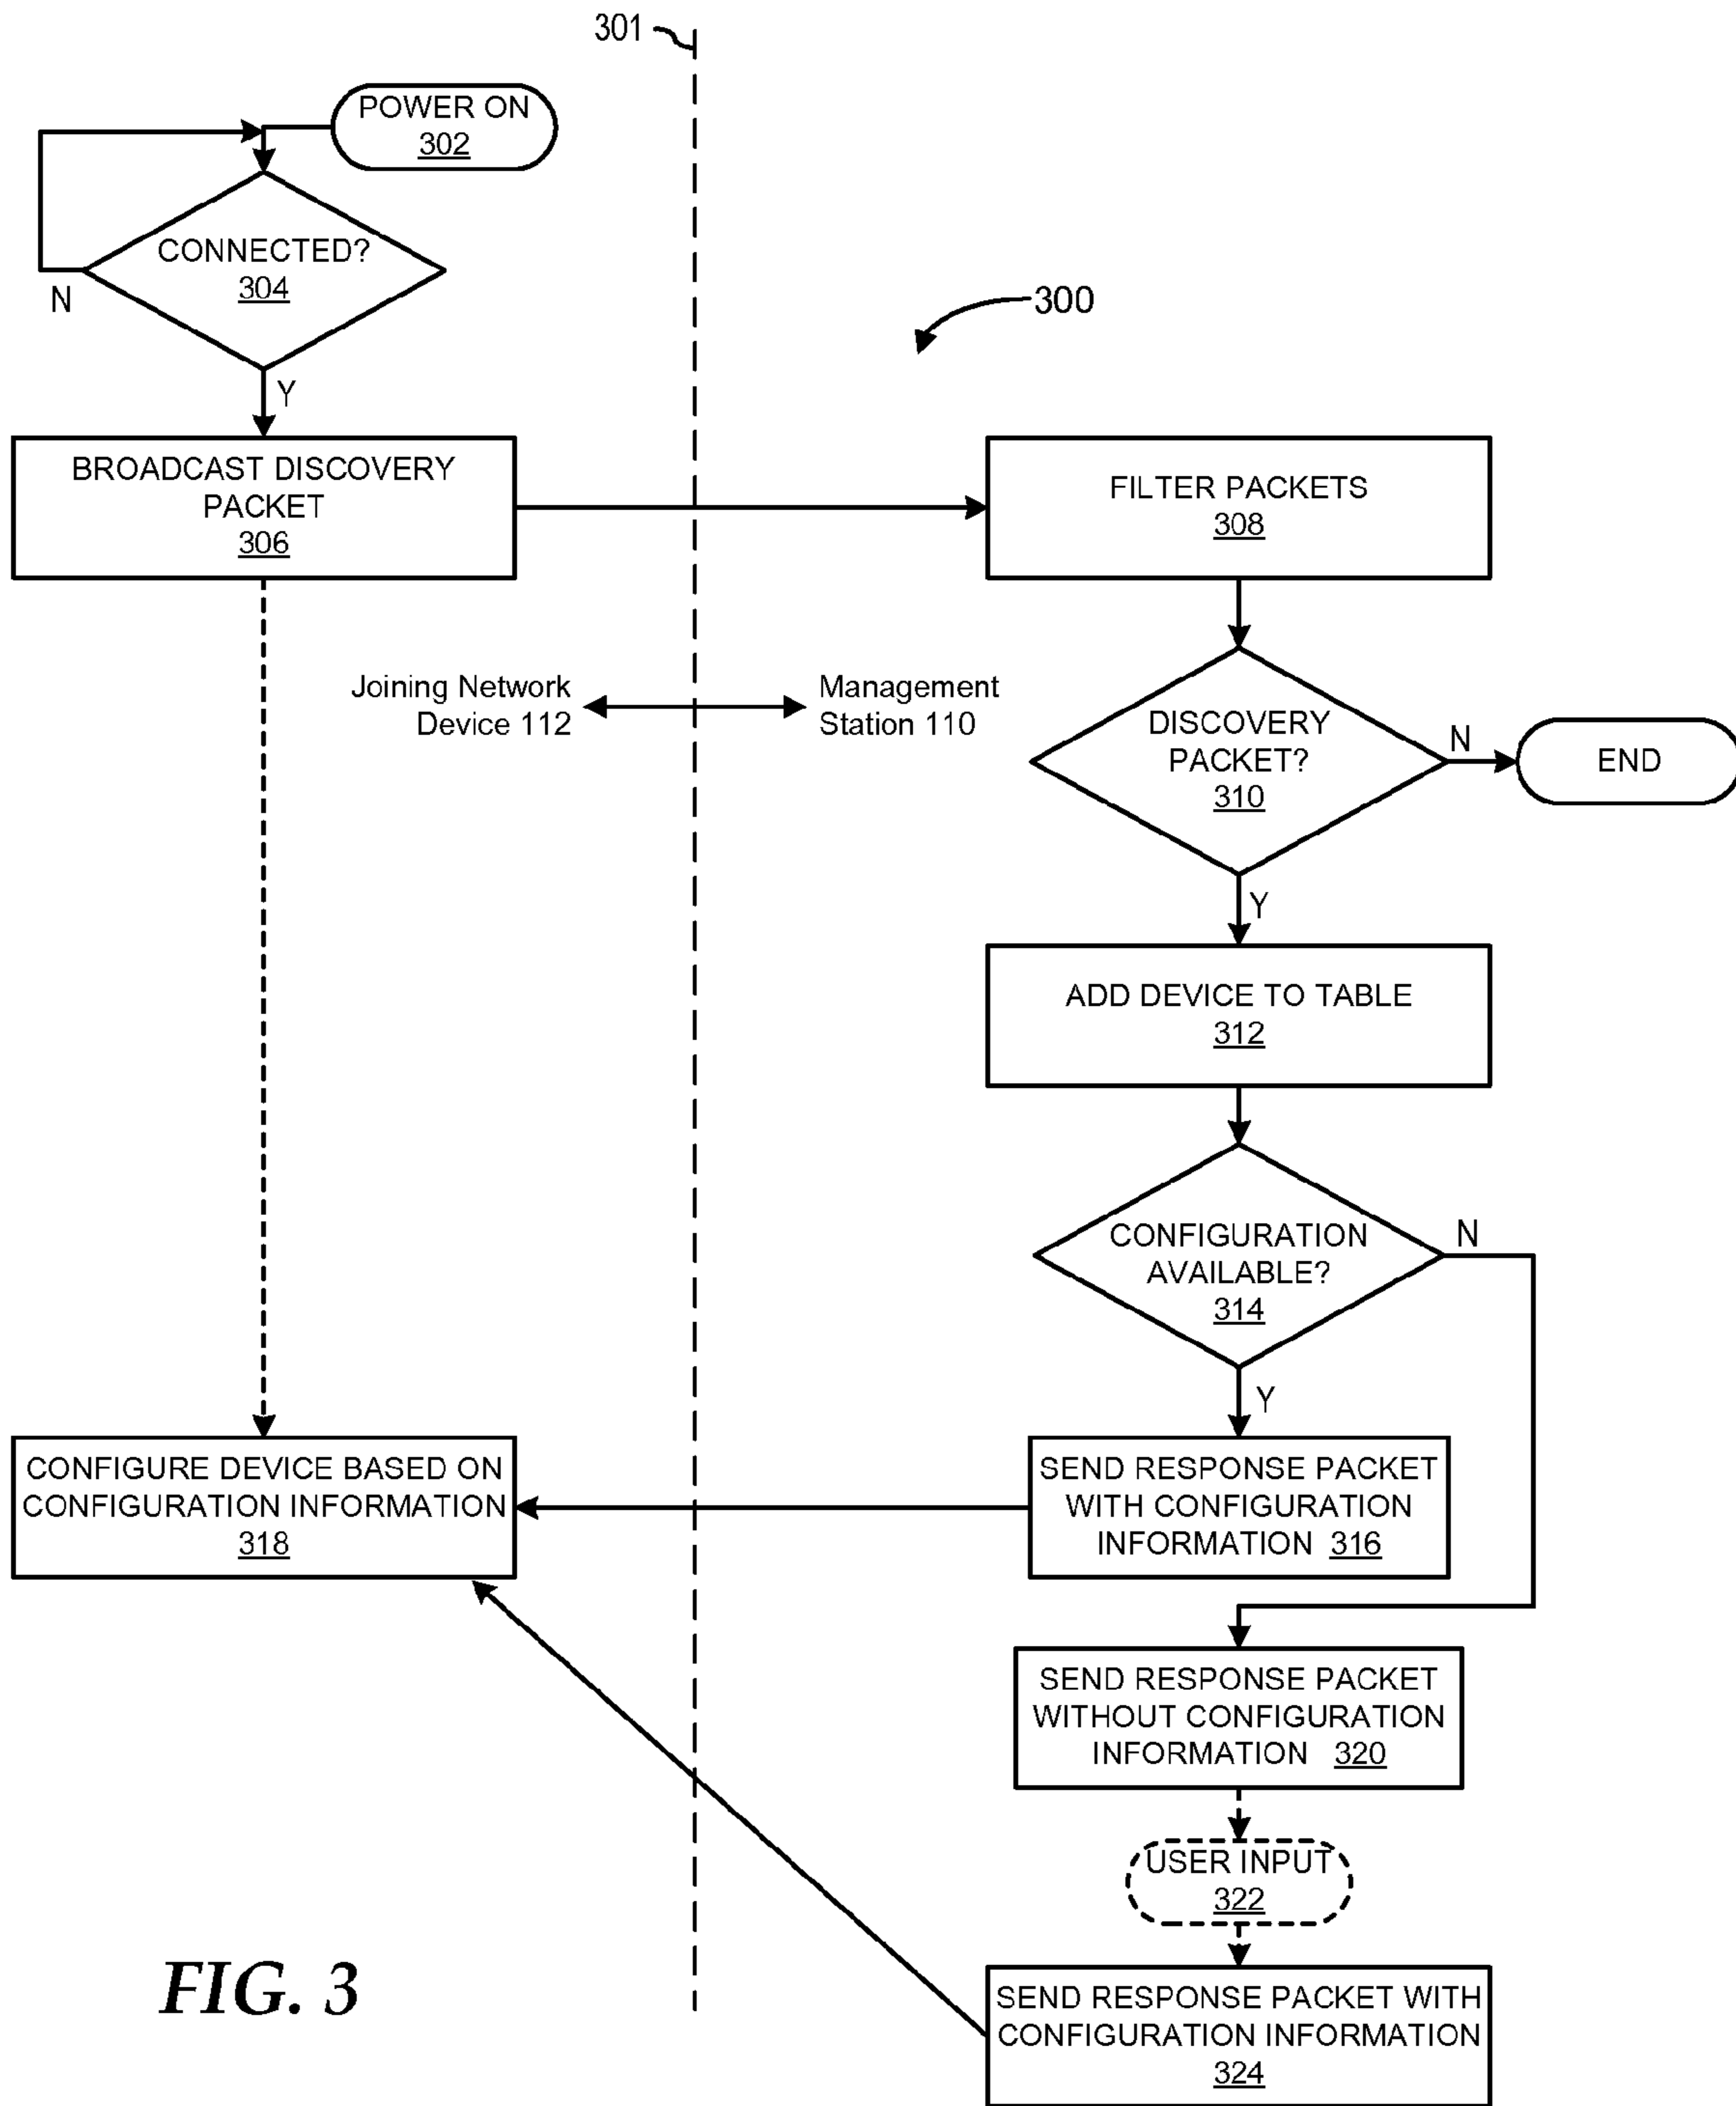 301
POWER ON
302
CONNECTED?
304
N
300
Y
BROADCAST DISCOVERY
PACKET
306
FILTER PACKETS
308
Joining Network
Device 112
Management
Station 110
DISCOVERY
PACKET?
310
N
END
Y
ADD DEVICE TO TABLE
312
CONFIGURATION
AVAILABLE?
314
N
Y
CONFIGURE DEVICE BASED ON
CONFIGURATION INFORMATION
318
SEND RESPONSE PACKET
WITH CONFIGURATION
INFORMATION 316
SEND RESPONSE PACKET
WITHOUT CONFIGURATION
INFORMATION 320
USER INPUT
322
SEND RESPONSE PACKET WITH
CONFIGURATION INFORMATION
324
FIG. 3